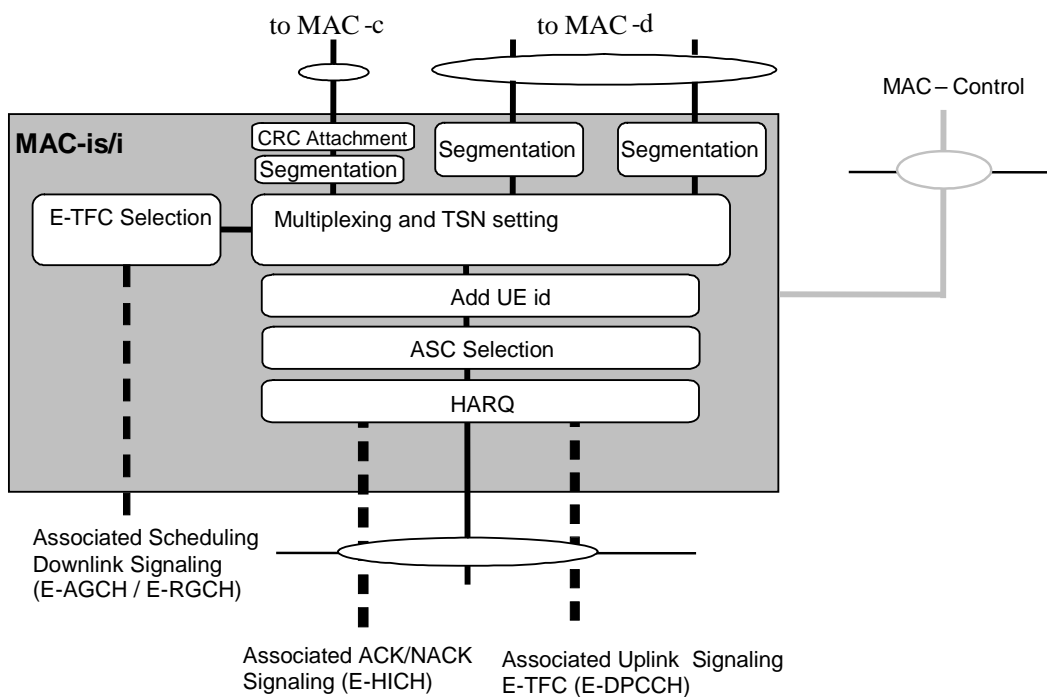 to MAC-c
to MAC-d
MAC – Control
MAC-is/i
CRC Attachment
Segmentation
Segmentation
Segmentation
E-TFC Selection
Multiplexing and TSN setting
Add UE id
ASC Selection
HARQ
Associated Scheduling
Downlink Signaling
(E-AGCH / E-RGCH)
Associated ACK/NACK
Signaling (E-HICH)
Associated Uplink Signaling
E-TFC (E-DPCCH)